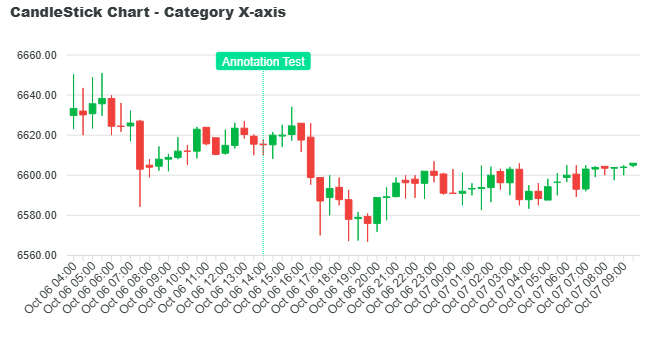 CandleStick Chart - Category X-axis
6660.00
Annotation Test
6640.00
6620.00
6600.00
6580.00
6560.00
Oct 06 04:00
Oct 06 05:00
Oct 06 06:00
Oct 06 07:00
Oct 06 08:00
Oct 06 09:00
Oct 06 10:00
Oct 06 11:00
Oct 06 12:00
Oct 06 13:00
Oct 06 14:00
Oct 06 15:00
Oct 06 16:00
Oct 06 17:00
Oct 06 18:00
Oct 06 19:00
Oct 06 20:00
Oct 06 21:00
Oct 06 22:00
Oct 06 23:00
Oct 07 00:00
Oct 07 01:00
Oct 07 02:00
Oct 07 03:00
Oct 07 04:00
Oct 07 05:00
Oct 07 06:00
Oct 07 07:00
Oct 07 08:00
Oct 07 09:00